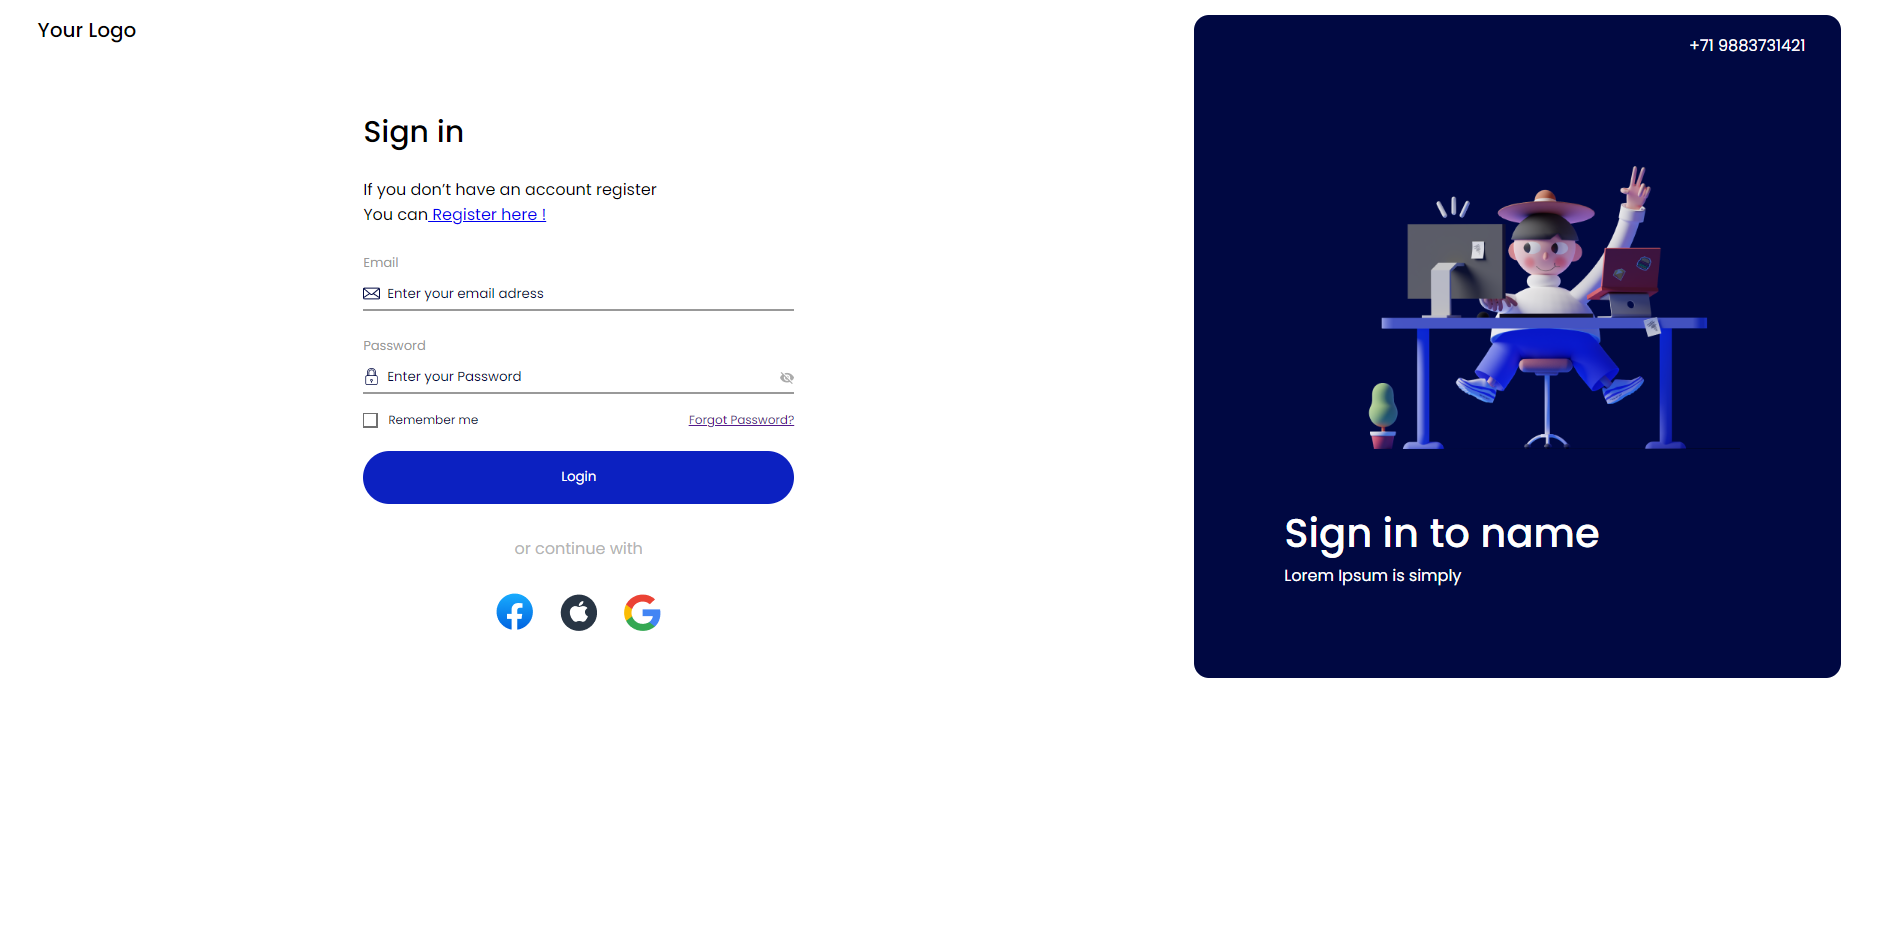 Your Logo
+71 9883731421
Sign in
If you don’t have an account register
You can Register here !
Email
Enter your email adress
Password
Enter your Password
Remember me
Forgot Password?
Login
or continue with
Sign in to name
Lorem Ipsum is simply